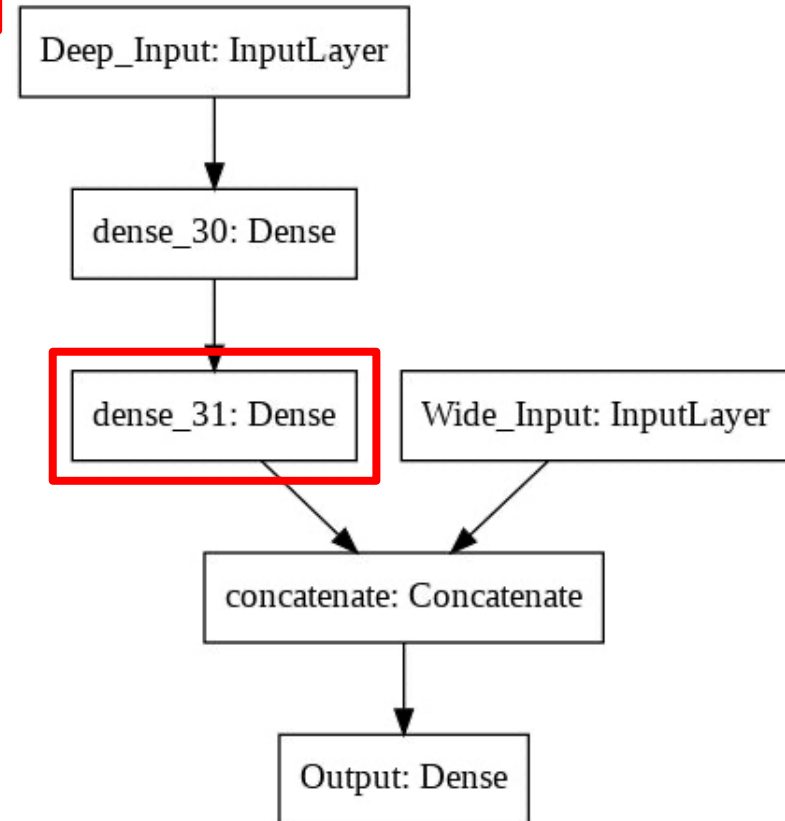 Deep_Input: InputLayer
dense_30: Dense
dense_31: Dense
Wide_Input: InputLayer
concatenate: Concatenate
Output: Dense